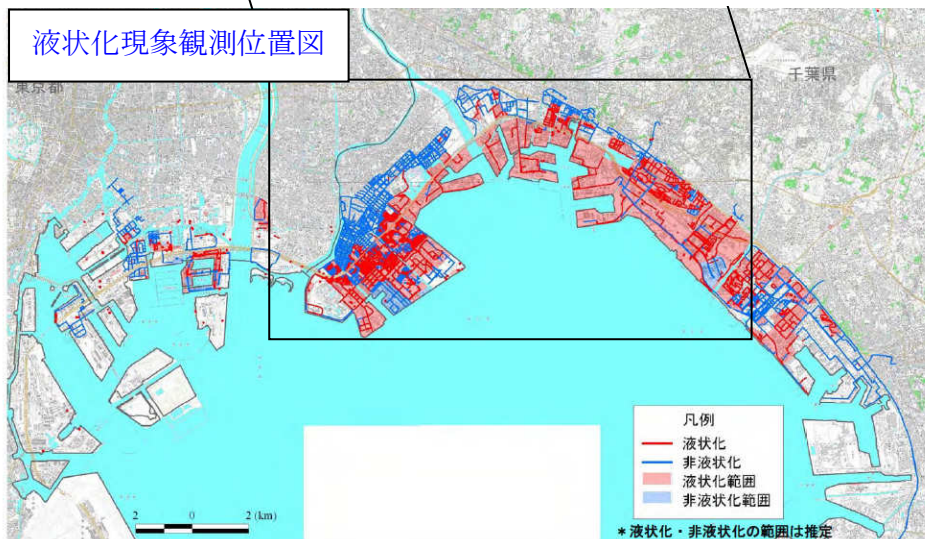 液状化現象観測位置図
東京都
千葉県
凡例
液状化
非液状化
液状化範囲
非液状化範囲
2 0 2 (km)
*液状化・非液状化の範囲は推定